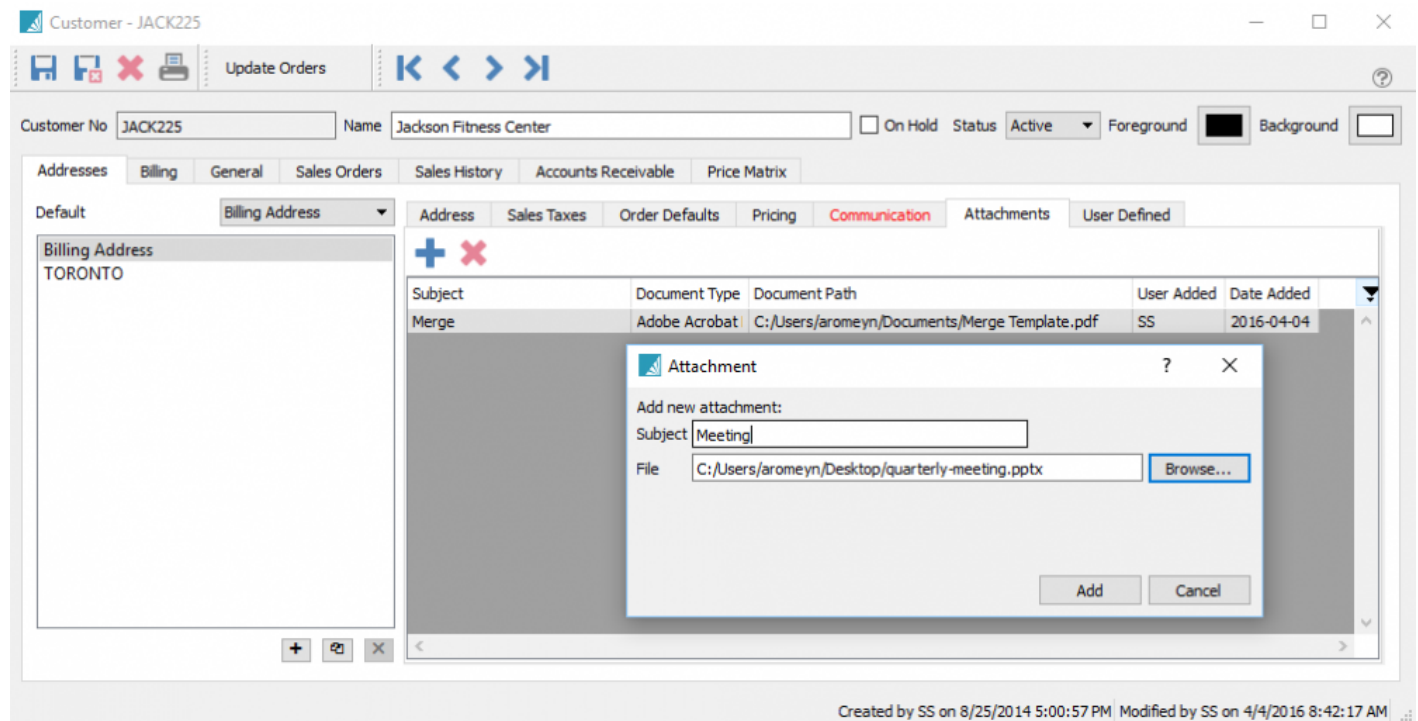 Customer - JACK225
Update Orders
Customer No JACK225 Name Jackson Fitness Center On Hold Status Active Foreground Background
Addresses Billing General Sales Orders Sales History Accounts Receivable Price Matrix
Default Billing Address
Address Sales Taxes Order Defaults Pricing Communication Attachments User Defined
Billing Address
TORONTO
Subject Document Type Document Path User Added Date Added
Merge Adobe Acrobat C:/Users/aromeyn/Documents/Merge Template.pdf SS 2016-04-04
Attachment ?
Add new attachment:
Subject Meeting
File C:/Users/aromeyn/Desktop/quarterly-meeting.pptx Browse...
Add Cancel
Created by SS on 8/25/2014 5:00:57 PM Modified by SS on 4/4/2016 8:42:17 AM